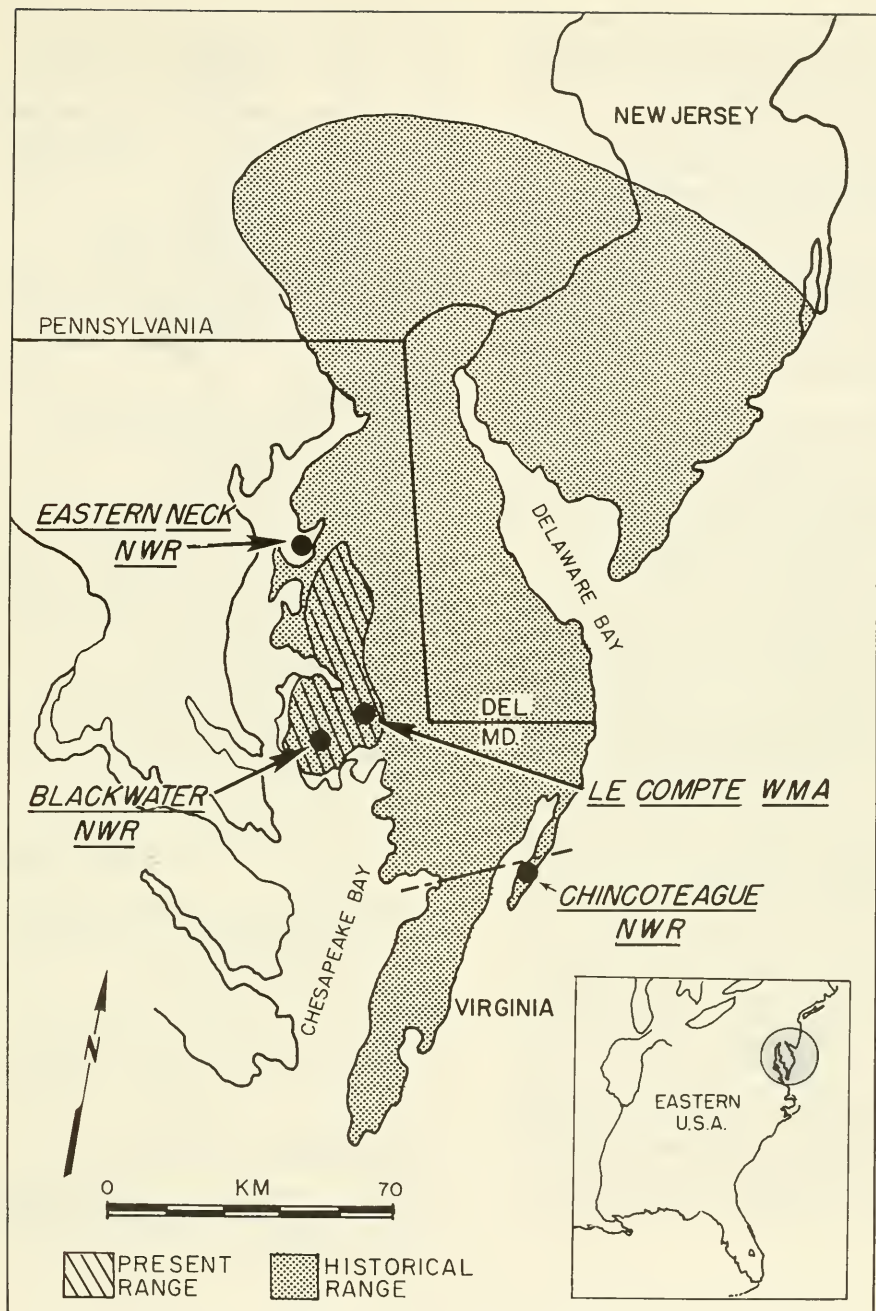 NEW JERSEY
PENNSYLVANIA
EASTERN NECK
NWR
DELAWARE BAY
DEL.
MD.
BLACKWATER
NWR
LE COMPTE WMA
CHINCOTEAGUE
NWR
CHESAPEAKE BAY
VIRGINIA
N
EASTERN
U.S.A.
0 KM 70
PRESENT
RANGE
HISTORICAL
RANGE